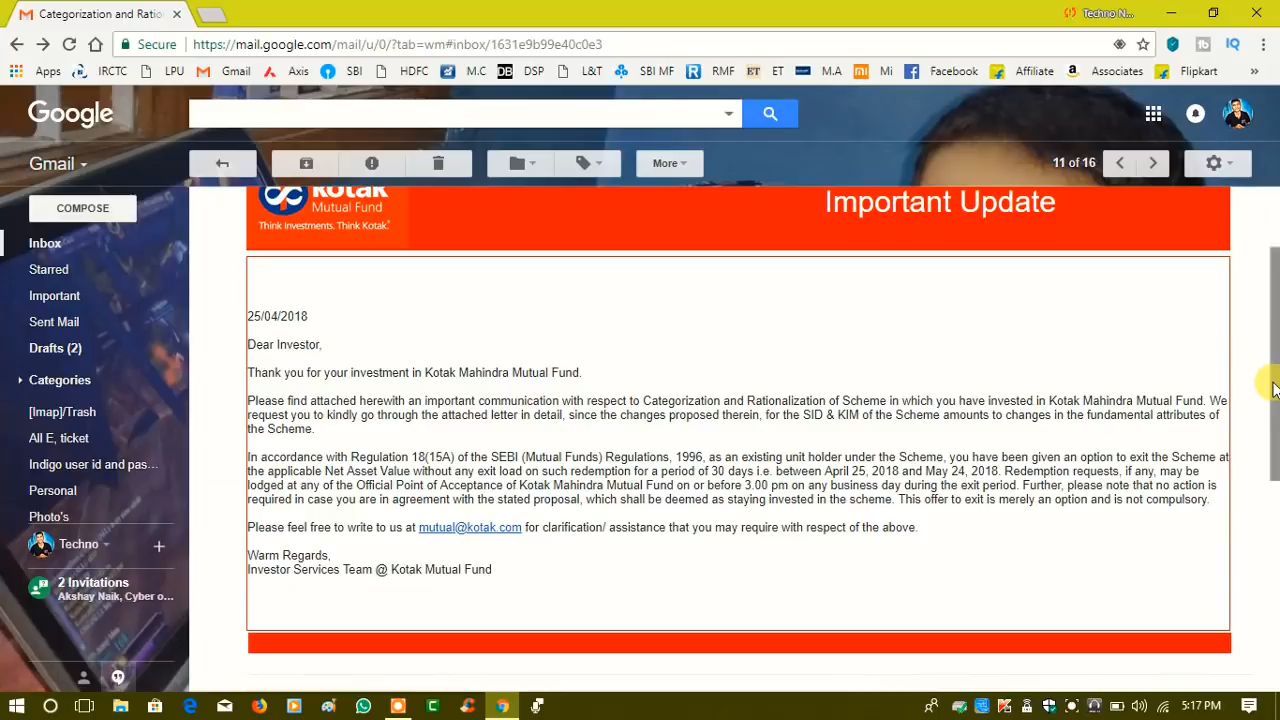 Categorization and Ratio
Techno N...
Secure
https://mail.google.com/mail/u/0/?tab=wm#inbox/1631e9b99e40c0e3
Apps IRCTC LPU Gmail Axis SBI HDFC M.C DSP L&T SBI MF RMF ET M.A Mi Facebook Affiliate Associates Flipkart »
Google
Gmail
More
11 of 16
COMPOSE
Inbox
Starred
Important
Sent Mail
Drafts (2)
Categories
[Imap]/Trash
All E, ticket
Indigo user id and pas...
Personal
Photo's
Techno
2 Invitations
Akshay Naik, Cyber o...
kotak
Mutual Fund
Think Investments. Think Kotak.
Important Update
25/04/2018
Dear Investor,
Thank you for your investment in Kotak Mahindra Mutual Fund.
Please find attached herewith an important communication with respect to Categorization and Rationalization of Scheme in which you have invested in Kotak Mahindra Mutual Fund. We
request you to kindly go through the attached letter in detail, since the changes proposed therein, for the SID & KIM of the Scheme amounts to changes in the fundamental attributes of
the Scheme.
In accordance with Regulation 18(15A) of the SEBI (Mutual Funds) Regulations, 1996, as an existing unit holder under the Scheme, you have been given an option to exit the Scheme at
the applicable Net Asset Value without any exit load on such redemption for a period of 30 days i.e. between April 25, 2018 and May 24, 2018. Redemption requests, if any, may be
lodged at any of the Official Point of Acceptance of Kotak Mahindra Mutual Fund on or before 3.00 pm on any business day during the exit period. Further, please note that no action is
required in case you are in agreement with the stated proposal, which shall be deemed as staying invested in the scheme. This offer to exit is merely an option and is not compulsory.
Please feel free to write to us at mutual@kotak.com for clarification/ assistance that you may require with respect of the above.
Warm Regards,
Investor Services Team @ Kotak Mutual Fund
5:17 PM